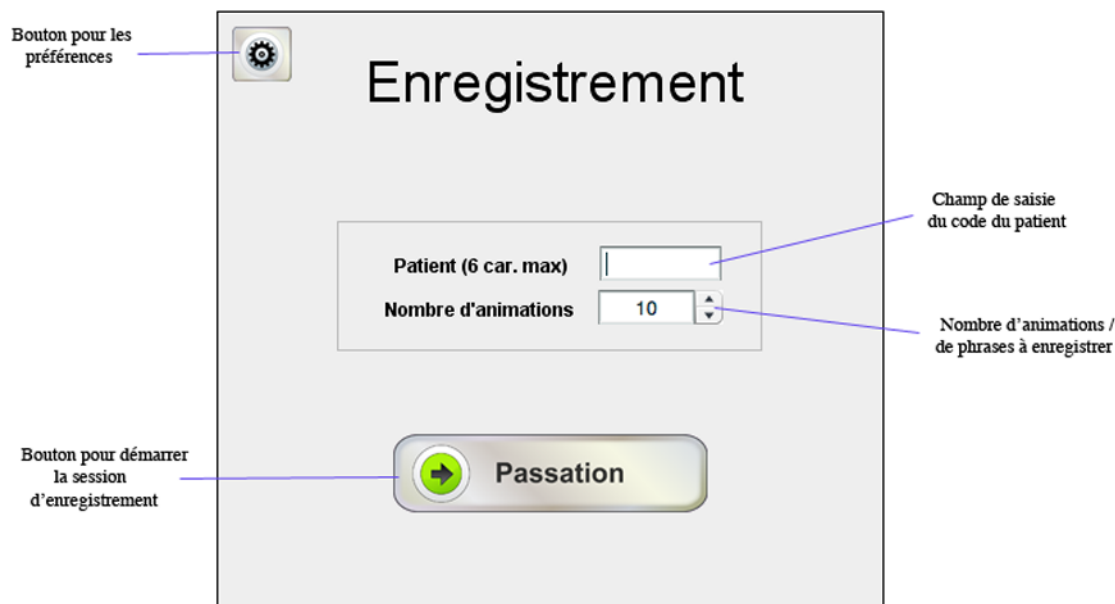 Bouton pour les
préférences
Enregistrement
Champ de saisie
du code du patient
Patient (6 car. max)
Nombre d'animations
10
Nombre d’animations /
de phrases à enregistrer
Bouton pour démarrer
la session
d’enregistrement
Passation